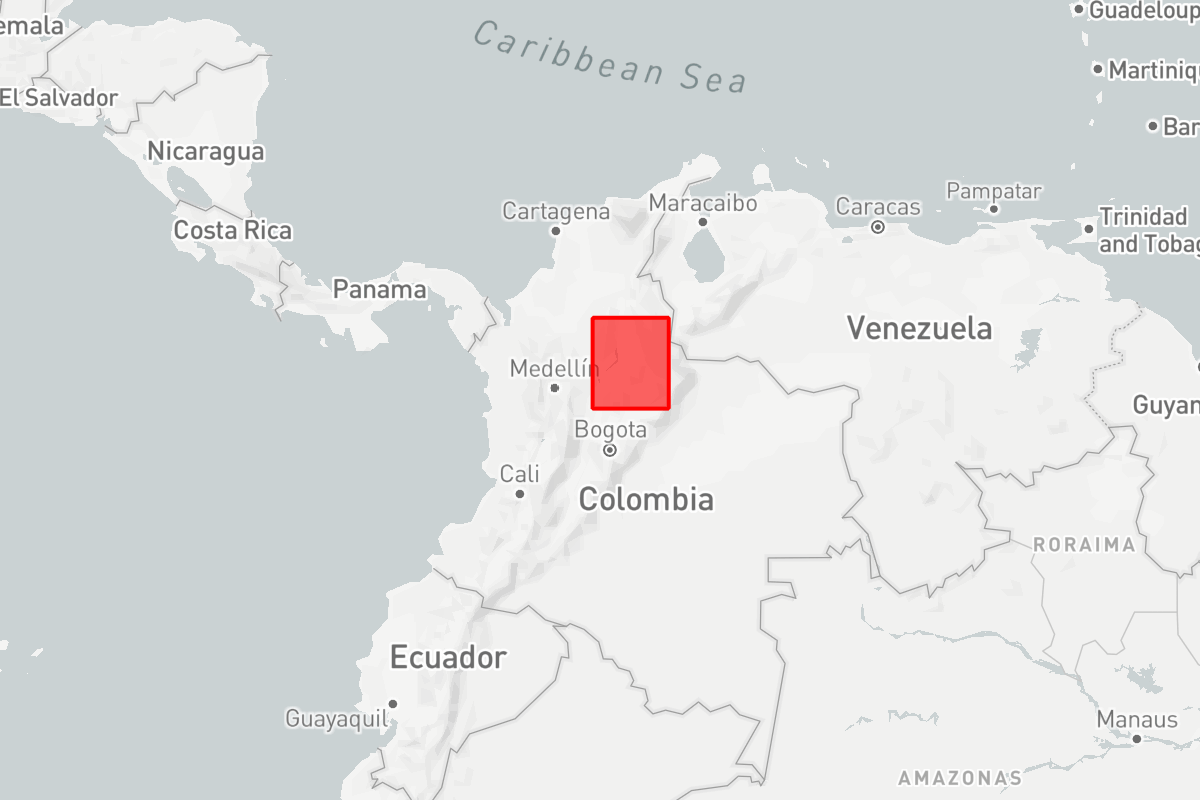 Guadeloup
emala
Caribbean Sea
Martiniqu
El Salvador
Bar
Nicaragua
Pampatar
Maracaibo
Cartagena
Caracas
Trinidad
and Tobag
Costa Rica
Panama
Venezuela
Medellín
Guyan
Bogota
Cali
Colombia
RORAIMA
Ecuador
Guayaquil
Manaus
AMAZONAS